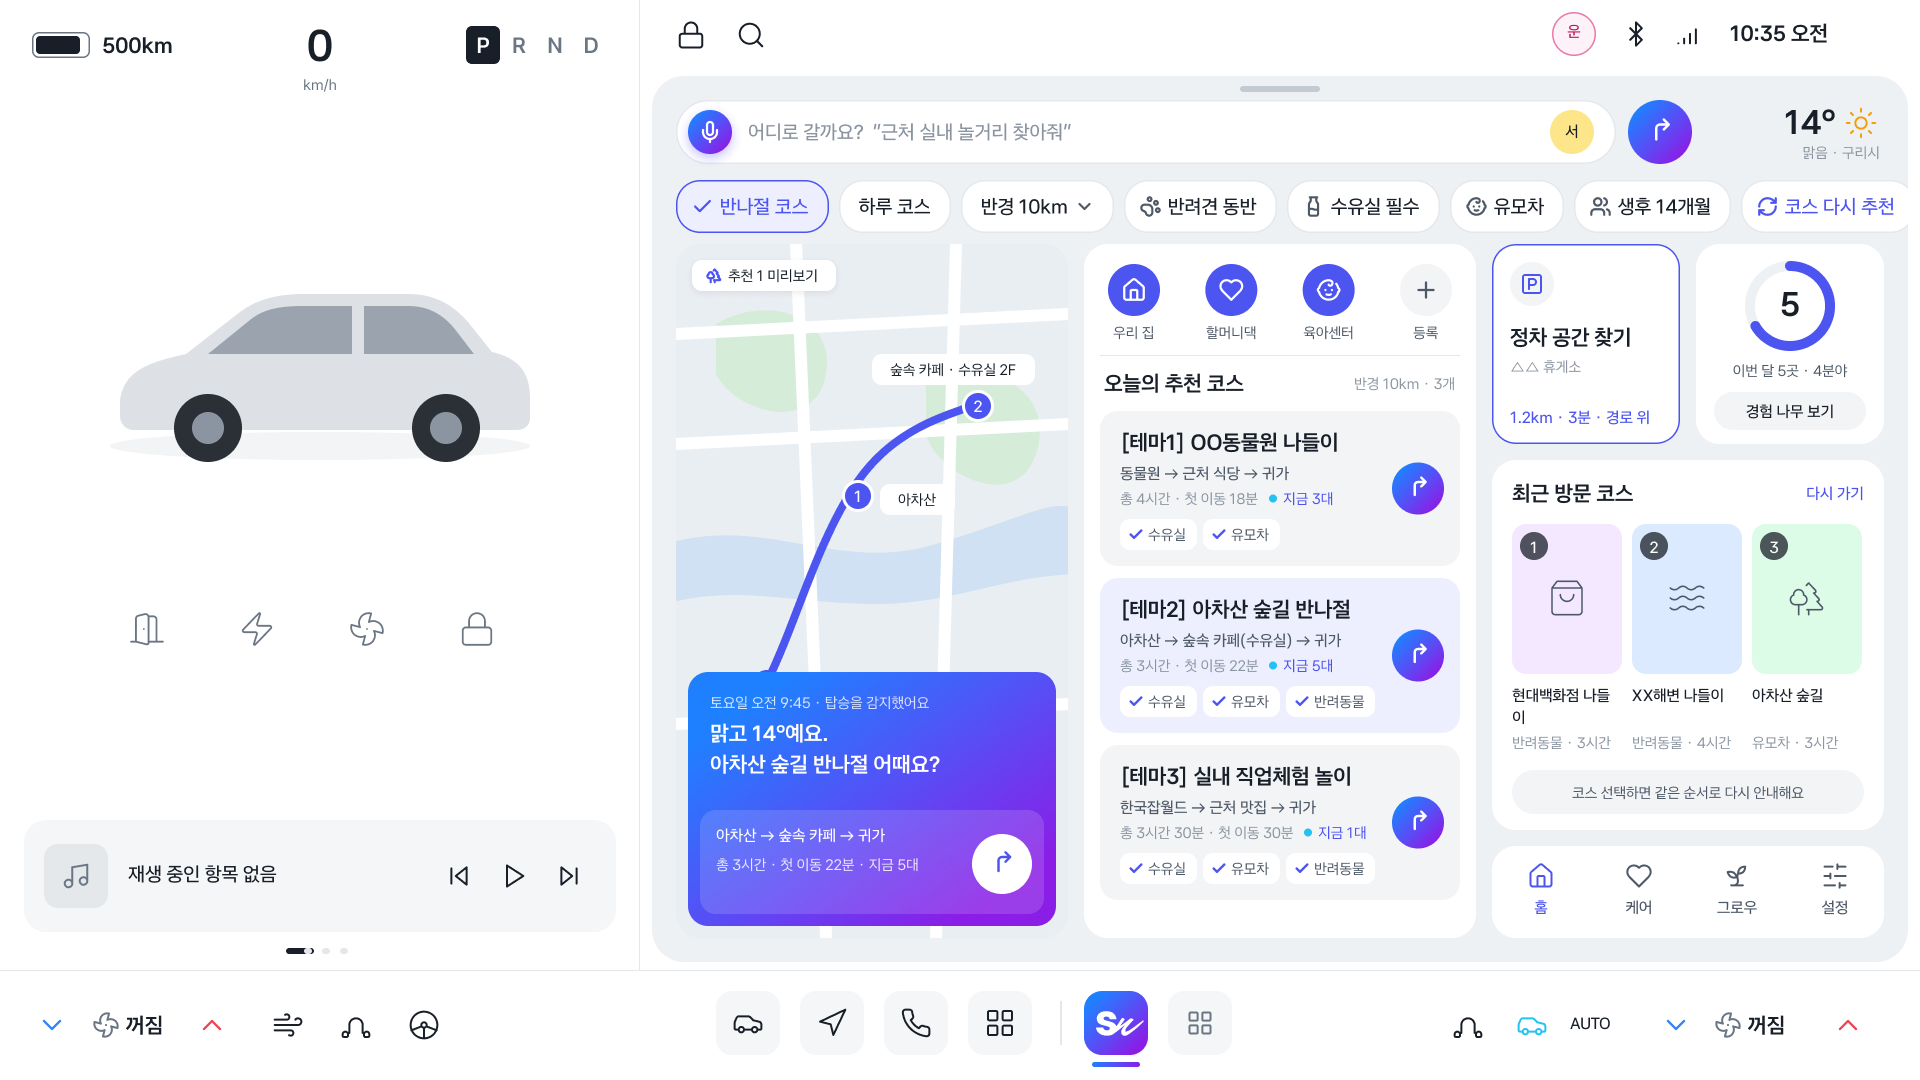 500km
0
km/h
P R N D
재생 중인 항목 없음
운
10:35 오전
어디로 갈까요? "근처 실내 놀거리 찾아줘"
서
14°
맑음 · 구리시
반나절 코스
하루 코스
반경 10km
반려견 동반
수유실 필수
유모차
생후 14개월
코스 다시 추천
추천 1 미리보기
숲속 카페 · 수유실 2F
2
1
아차산
토요일 오전 9:45 · 탑승을 감지했어요
맑고 14°예요.
아차산 숲길 반나절 어때요?
아차산 → 숲속 카페 → 귀가
총 3시간 · 첫 이동 22분 · 지금 5대
우리 집
할머니댁
육아센터
등록
오늘의 추천 코스
반경 10km · 3개
[테마1] OO동물원 나들이
동물원 → 근처 식당 → 귀가
총 4시간 · 첫 이동 18분 지금 3대
수유실
유모차
[테마2] 아차산 숲길 반나절
아차산 → 숲속 카페(수유실) → 귀가
총 3시간 · 첫 이동 22분 지금 5대
수유실
유모차
반려동물
[테마3] 실내 직업체험 놀이
한국잡월드 → 근처 맛집 → 귀가
총 3시간 30분 · 첫 이동 30분 지금 1대
수유실
유모차
반려동물
P
정차 공간 찾기
△△ 휴게소
1.2km · 3분 · 경로 위
5
이번 달 5곳 · 4분야
경험 나무 보기
최근 방문 코스
다시 가기
1
2
3
현대백화점 나들
이
반려동물 · 3시간
XX해변 나들이
반려동물 · 4시간
아차산 숲길
유모차 · 3시간
코스 선택하면 같은 순서로 다시 안내해요
홈
케어
그로우
설정
꺼짐
Su
AUTO
꺼짐